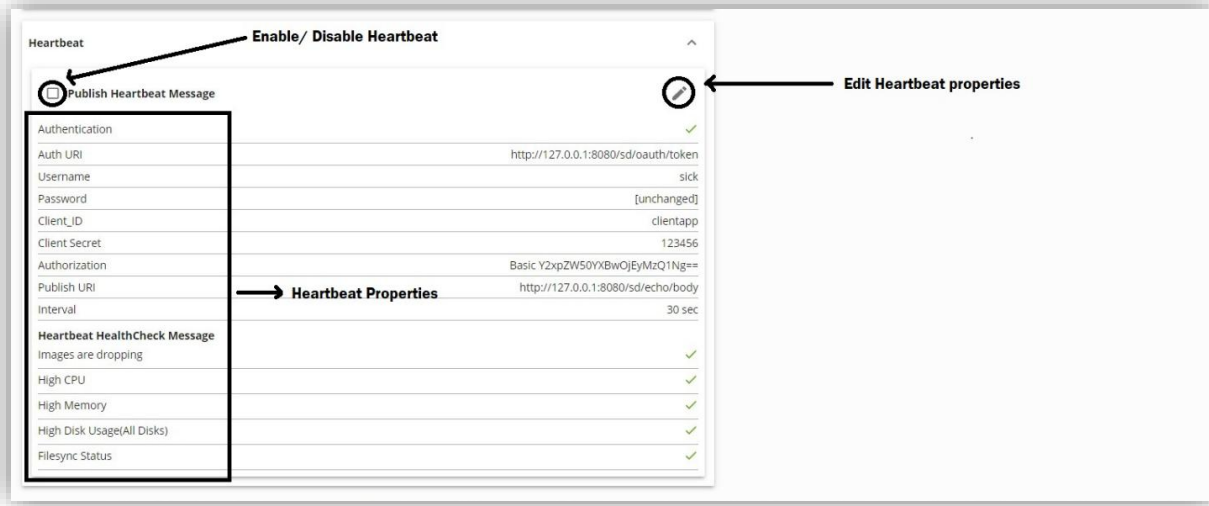 Heartbeat
Enable/ Disable Heartbeat
Publish Heartbeat Message
Edit Heartbeat properties
Authentication
Auth URI http://127.0.0.1:8080/sd/oauth/token
Username sick
Password [unchanged]
Client_ID clientapp
Client Secret 123456
Authorization Basic Y2xpZW50YXBwOjEyMzQ1Ng==
Publish URI http://127.0.0.1:8080/sd/echo/body
Heartbeat Properties
Interval 30 sec
Heartbeat HealthCheck Message
Images are dropping
High CPU
High Memory
High Disk Usage(All Disks)
Filesync Status